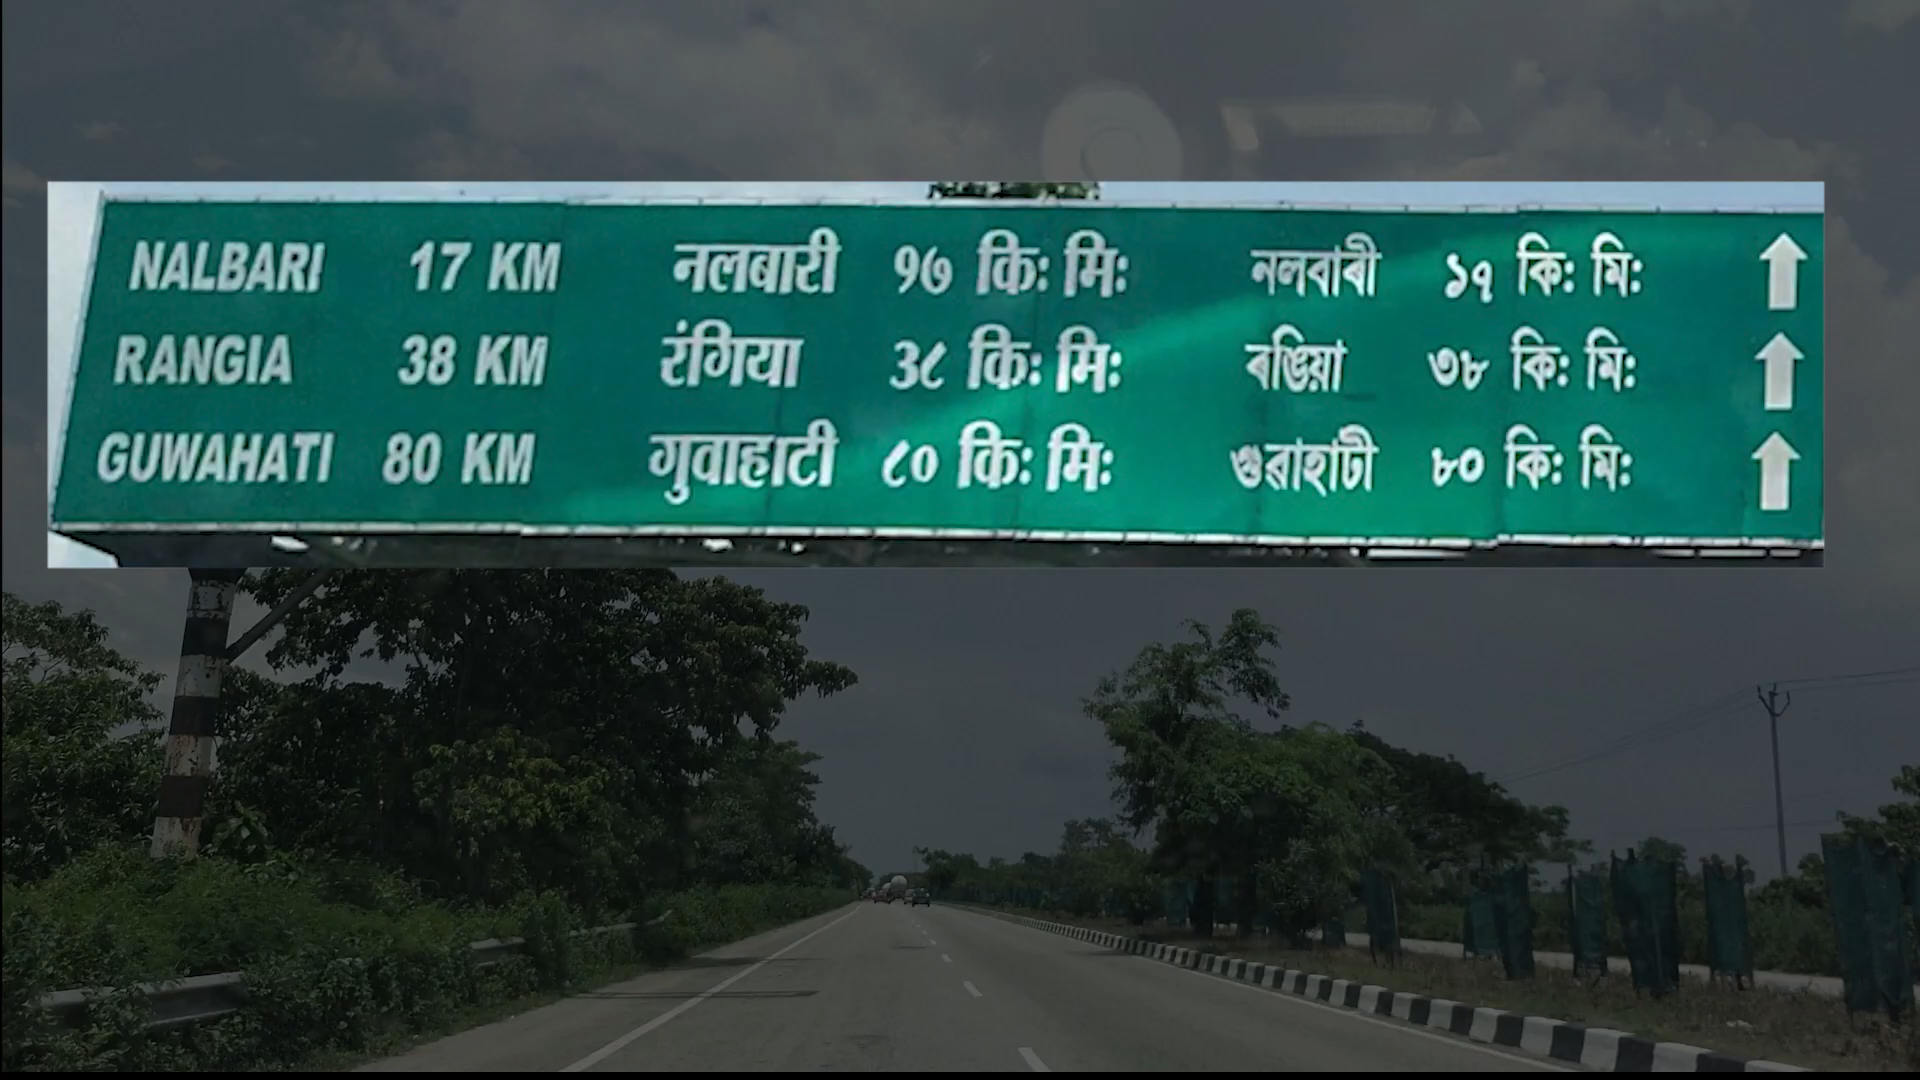 NALBARI 17 KM नलबारी १७ कि: मि: নলবাৰী ১৭ কি: মি:
RANGIA 38 KM रंगिया ३८ कि: मि: ৰঙিয়া ৩৮ কি: মি:
GUWAHATI 80 KM गुवाहाटी ८० कि: मि: গুৱাহাটী ৮০ কি: মি: